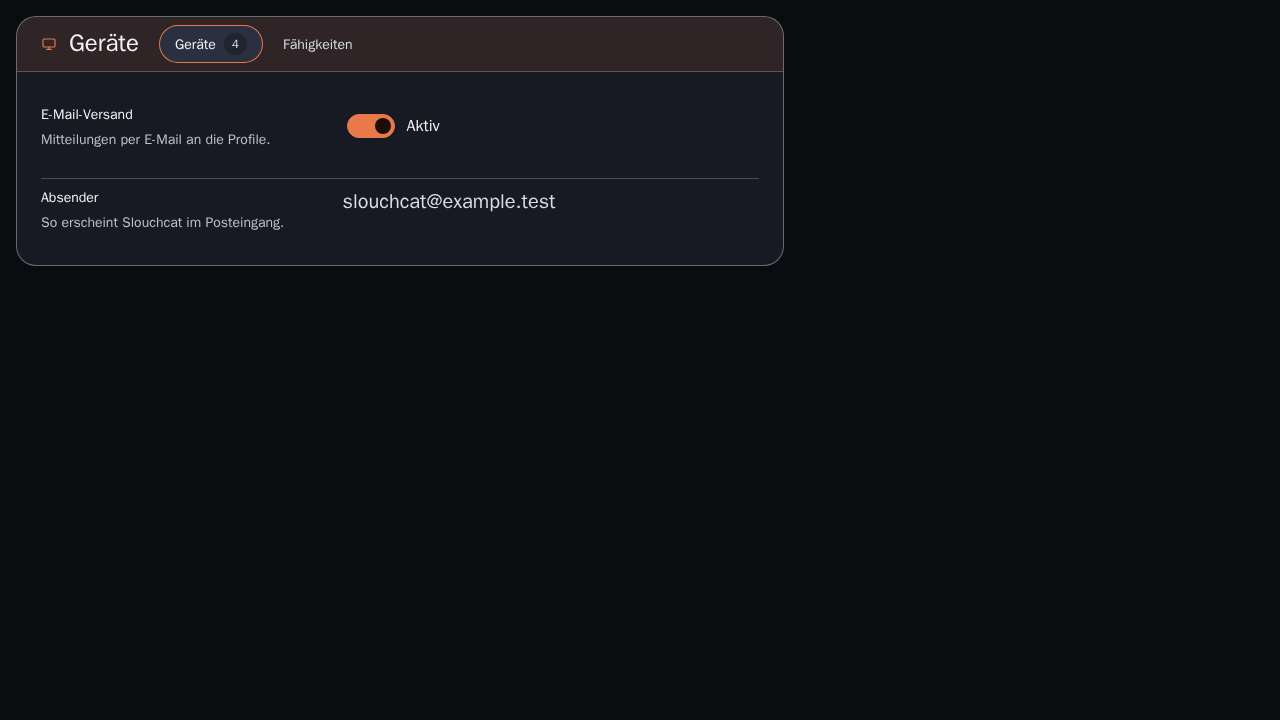 Geräte Geräte 4 Fähigkeiten
E-Mail-Versand
Mitteilungen per E-Mail an die Profile.
Aktiv
Absender
So erscheint Slouchcat im Posteingang.
slouchcat@example.test